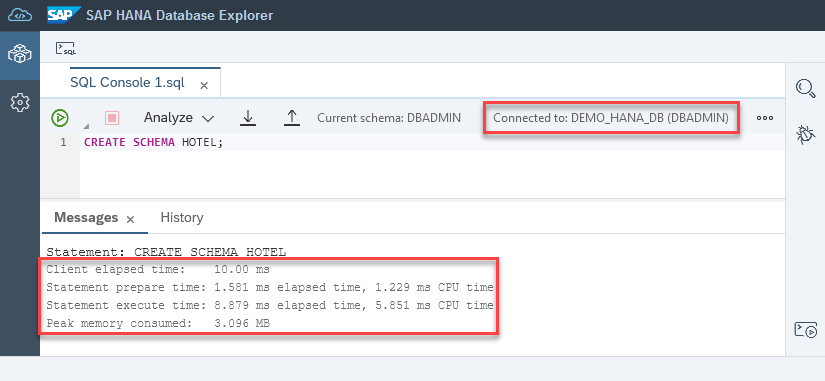 SAP SAP HANA Database Explorer
SQL
SQL Console 1.sql ×
Analyze Current schema: DBADMIN Connected to: DEMO_HANA_DB (DBADMIN)
1 CREATE SCHEMA HOTEL;
Messages × History
Statement: CREATE SCHEMA HOTEL
Client elapsed time: 10.00 ms
Statement prepare time: 1.581 ms elapsed time, 1.229 ms CPU time
Statement execute time: 8.879 ms elapsed time, 5.851 ms CPU time
Peak memory consumed: 3.096 MB